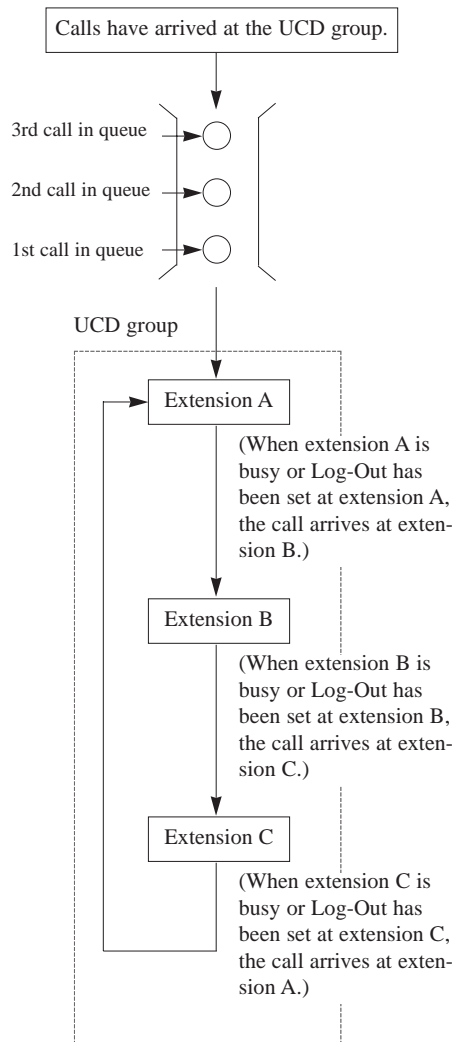 Calls have arrived at the UCD group.
3rd call in queue
2nd call in queue
1st call in queue
UCD group
Extension A
(When extension A is
busy or Log-Out has
been set at extension A,
the call arrives at exten-
sion B.)
Extension B
(When extension B is
busy or Log-Out has
been set at extension B,
the call arrives at exten-
sion C.)
Extension C
(When extension C is
busy or Log-Out has
been set at extension C,
the call arrives at exten-
sion A.)